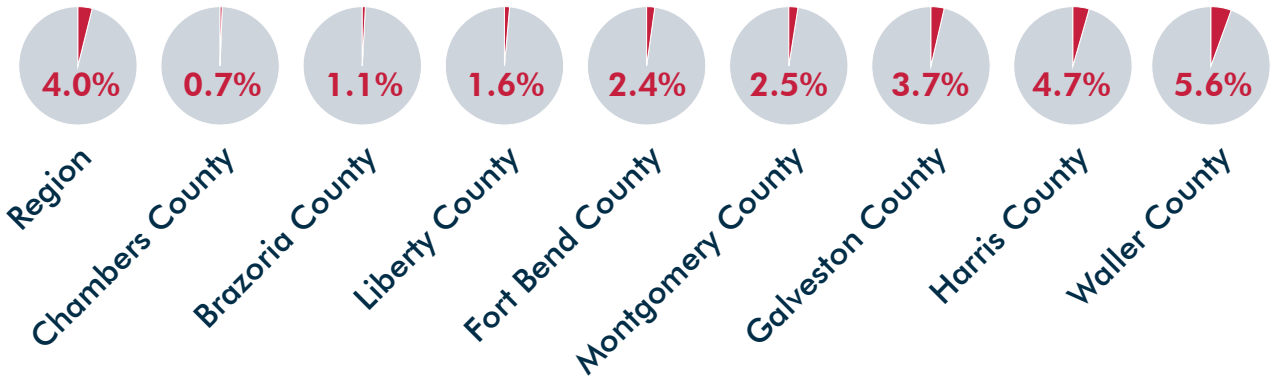 4.0%
0.7%
1.1%
1.6%
2.4%
2.5%
3.7%
4.7%
5.6%
Region
Chambers County
Brazoria County
Liberty County
Fort Bend County
Montgomery County
Galveston County
Harris County
Waller County